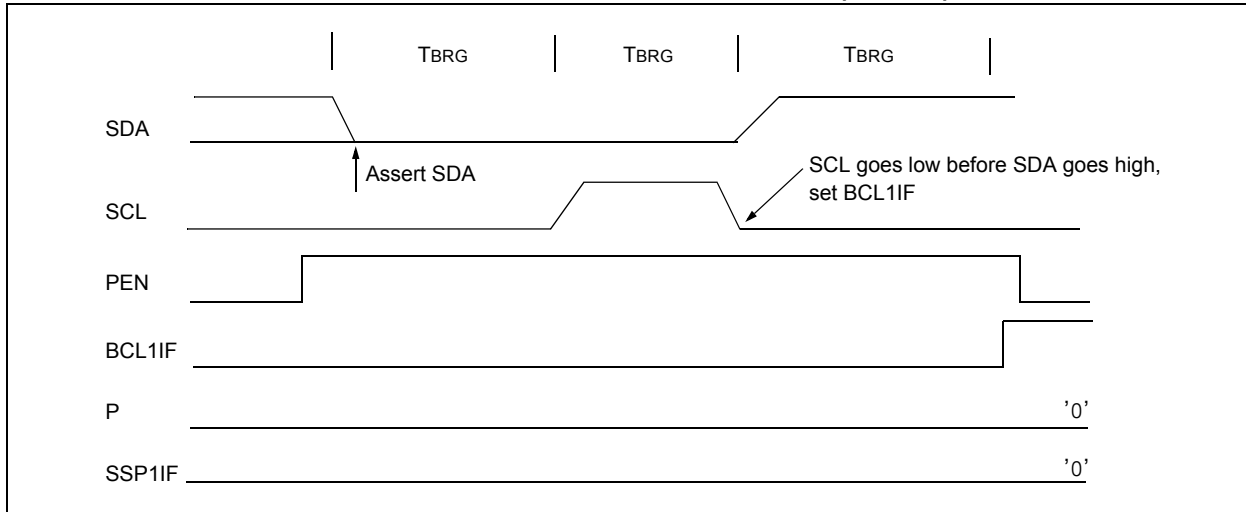 TBRG TBRG TBRG
SDA
Assert SDA
SCL goes low before SDA goes high,
set BCL1IF
SCL
PEN
BCL1IF
P '0'
SSP1IF '0'